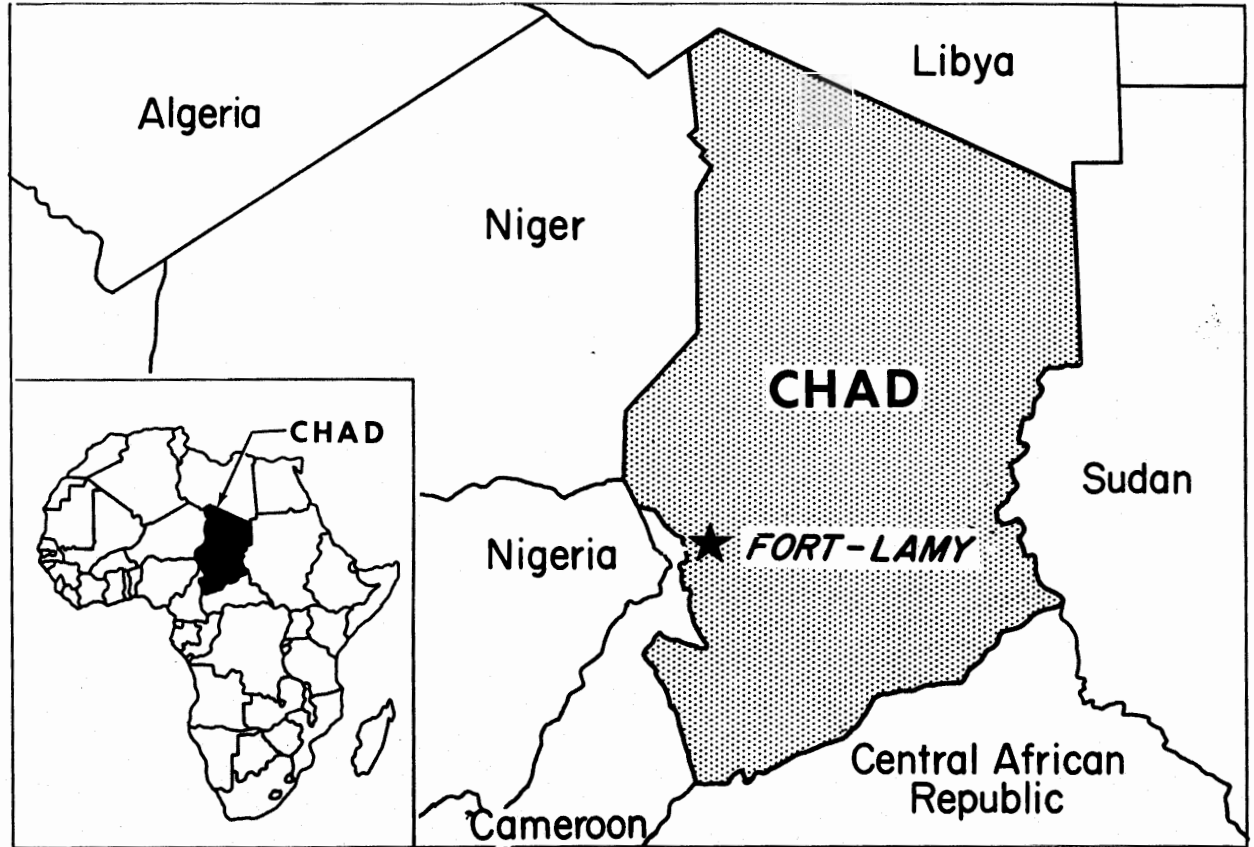 Libya
Algeria
Niger
CHAD
CHAD
Sudan
Nigeria
FORT-LAMY
Central African
Republic
Cameroon